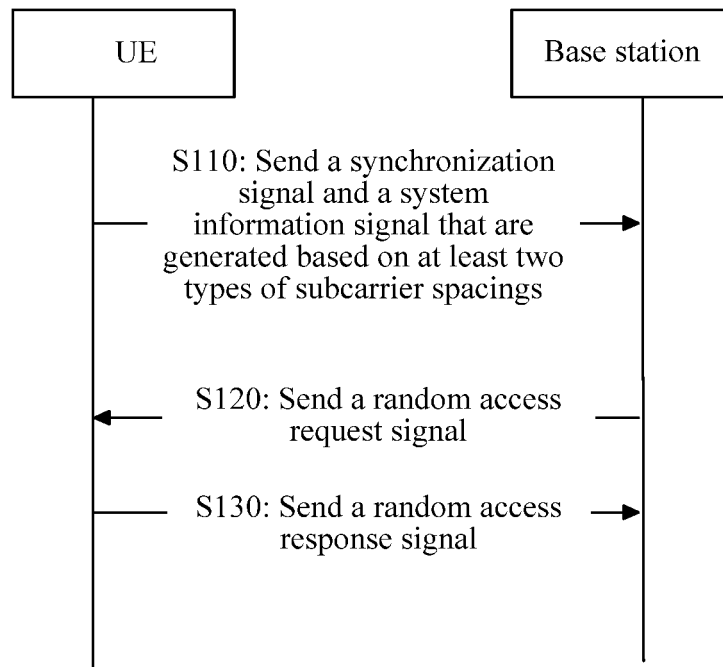 UE
Base station
S110: Send a synchronization
signal and a system
information signal that are
generated based on at least two
types of subcarrier spacings
S120: Send a random access
request signal
S130: Send a random access
response signal